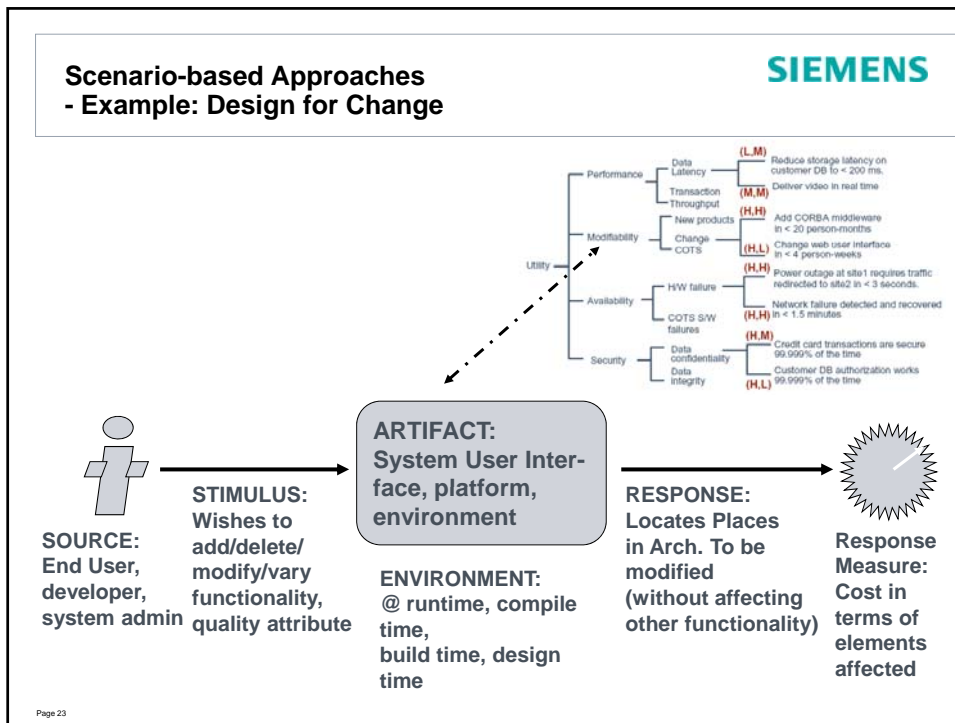 Scenario-based Approaches
- Example: Design for Change
SIEMENS
Utility
Performance
Data
Latency
(L,M)
Reduce storage latency on
customer DB to < 200 ms.
Transaction
Throughput
(M,M)
Deliver video in real time
Modifiability
New products
(H,H)
Add CORBA middleware
in < 20 person-months
Change
COTS
(H,L)
Change web user interface
in < 4 person-weeks
Availability
H/W failure
(H,H)
Power outage at site1 requires traffic
redirected to site2 in < 3 seconds.
COTS S/W
failures
(H,H)
Network failure detected and recovered
in < 1.5 minutes
Security
Data
confidentiality
(H,M)
Credit card transactions are secure
99.999% of the time
Data
integrity
(H,L)
Customer DB authorization works
99.999% of the time
SOURCE:
End User,
developer,
system admin
STIMULUS:
Wishes to
add/delete/
modify/vary
functionality,
quality attribute
ARTIFACT:
System User Inter-
face, platform,
environment
ENVIRONMENT:
@ runtime, compile
time,
build time, design
time
RESPONSE:
Locates Places
in Arch. To be
modified
(without affecting
other functionality)
Response
Measure:
Cost in
terms of
elements
affected
Page 23